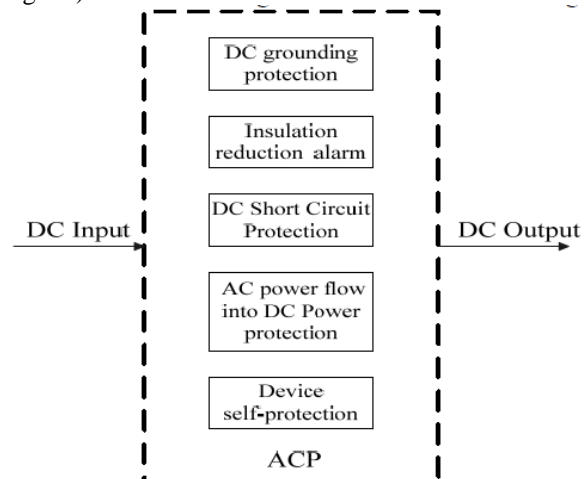 DC grounding
protection
Insulation
reduction alarm
DC Input
DC Short Circuit
Protection
DC Output
AC power flow
into DC Power
protection
Device
self-protection
ACP